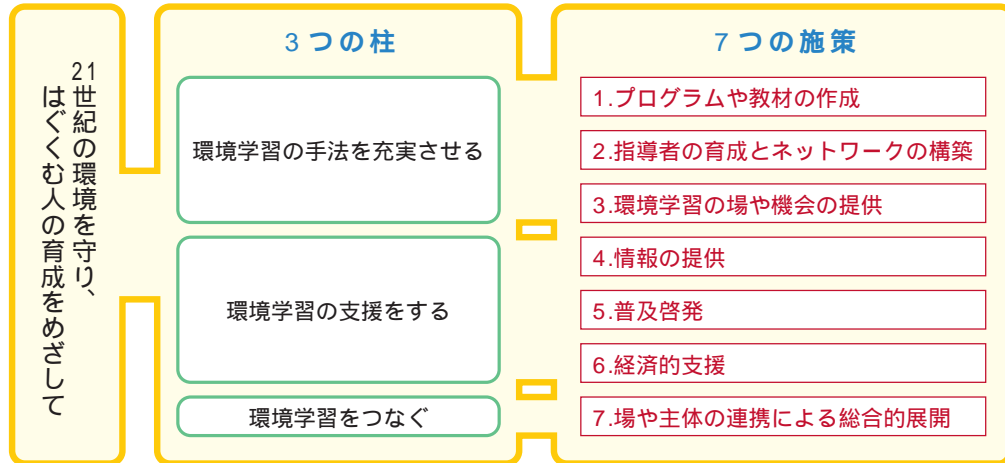 21世紀の環境を守り、
はぐくむ人の育成をめざして
3つの柱
環境学習の手法を充実させる
環境学習の支援をする
環境学習をつなぐ
7つの施策
1.プログラムや教材の作成
2.指導者の育成とネットワークの構築
3.環境学習の場や機会の提供
4.情報の提供
5.普及啓発
6.経済的支援
7.場や主体の連携による総合的展開